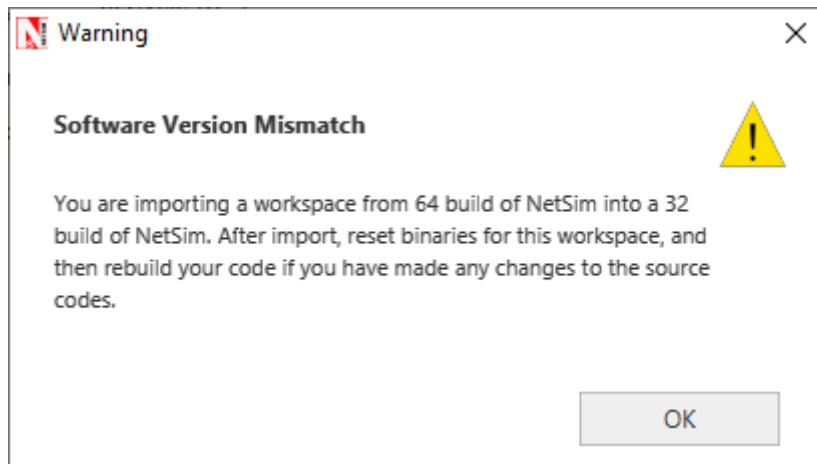 Warning
Software Version Mismatch
You are importing a workspace from 64 build of NetSim into a 32
build of NetSim. After import, reset binaries for this workspace, and
then rebuild your code if you have made any changes to the source
codes.
OK